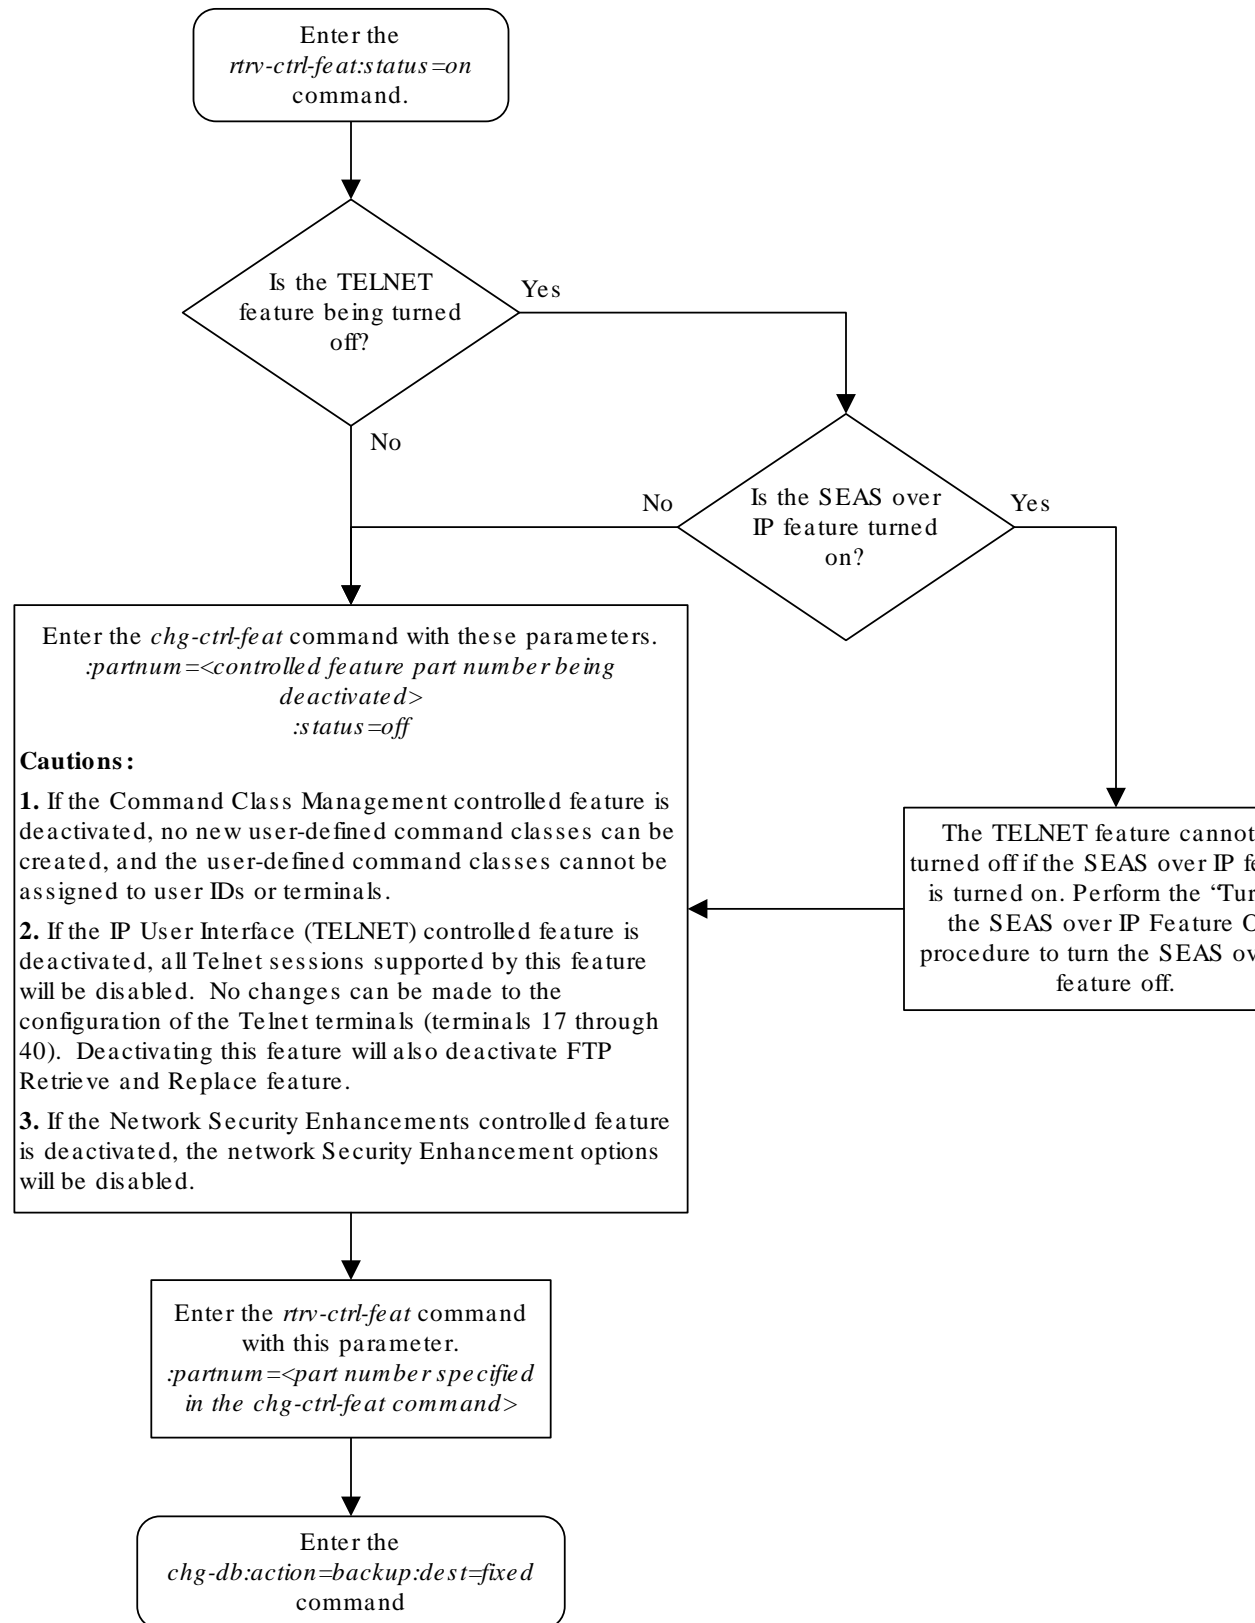 Enter the
rtrv-ctrl-feat:status=on
command.
Is the TELNET
feature being turned
off?
Yes
No
Is the SEAS over
IP feature turned
on?
No
Yes
Enter the chg-ctrl-feat command with these parameters.
:partnum=<controlled feature part number being
deactivated>
:status=off
Cautions:
1. If the Command Class Management controlled feature is
deactivated, no new user-defined command classes can be
created, and the user-defined command classes cannot be
assigned to user IDs or terminals.
2. If the IP User Interface (TELNET) controlled feature is
deactivated, all Telnet sessions supported by this feature
will be disabled. No changes can be made to the
configuration of the Telnet terminals (terminals 17 through
40). Deactivating this feature will also deactivate FTP
Retrieve and Replace feature.
3. If the Network Security Enhancements controlled feature
is deactivated, the network Security Enhancement options
will be disabled.
The TELNET feature cannot
turned off if the SEAS over IP
is turned on. Perform the “
the SEAS over IP Feature
procedure to turn the SEAS
feature off.
Enter the rtrv-ctrl-feat command
with this parameter.
:partnum=<part number specified
in the chg-ctrl-feat command>
Enter the
chg-db:action=backup:dest=fixed
command